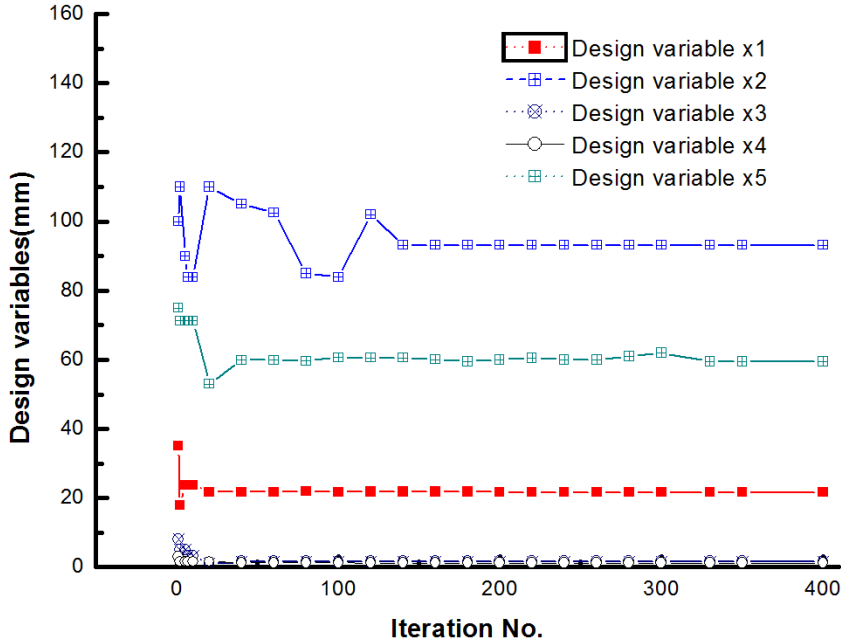 160
140
120
100
80
60
40
20
0
Design variables(mm)
Design variable x1
Design variable x2
Design variable x3
Design variable x4
Design variable x5
0 100 200 300 400
Iteration No.